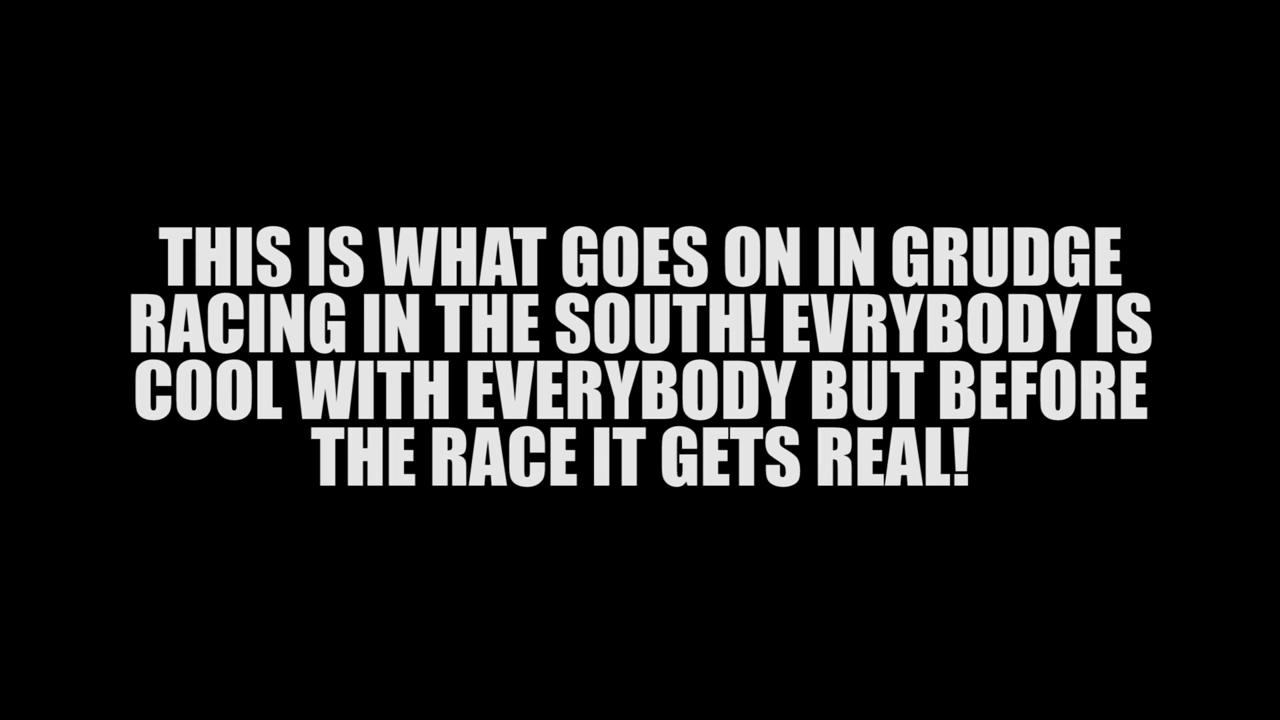 THIS IS WHAT GOES ON IN GRUDGE
RACING IN THE SOUTH! EVRYBODY IS
COOL WITH EVERYBODY BUT BEFORE
THE RACE IT GETS REAL!